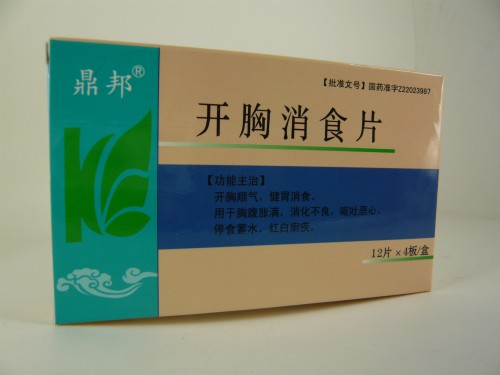 鼎邦®
【批准文号】国药准字Z22023987
开胸消食片
【功能主治】
开胸顺气，健胃消食。
用于胸腹胀满，消化不良，呕吐恶心，
停食蓄水，红白痢疾。
12片×4板/盒